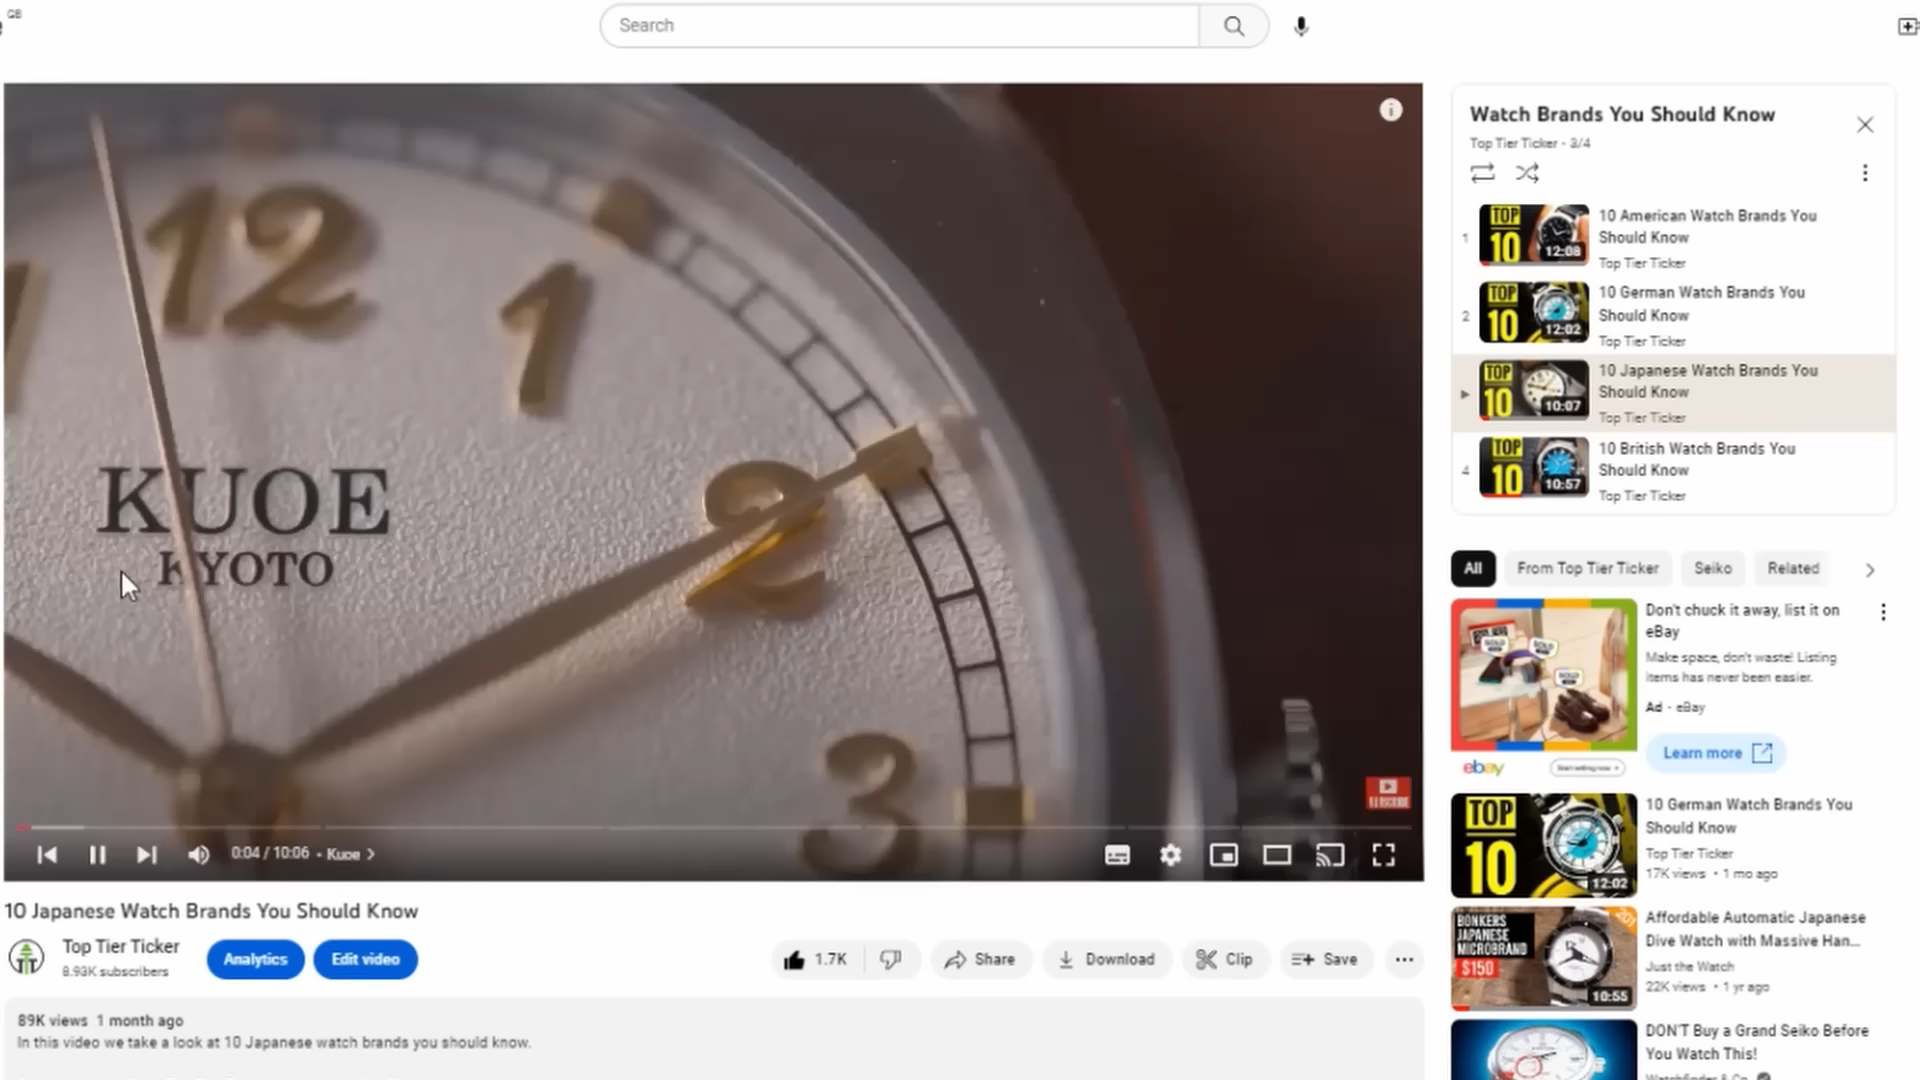 GB
Search
12
1
2
3
KUOE
KYOTO
0:04 / 10:06 • Kuoe
10 Japanese Watch Brands You Should Know
Top Tier Ticker
8.93K subscribers
Analytics
Edit video
1.7K
Share
Download
Clip
Save
89K views 1 month ago
In this video we take a look at 10 Japanese watch brands you should know.
Watch Brands You Should Know
Top Tier Ticker - 3/4
1
TOP
10
12:08
10 American Watch Brands You
Should Know
Top Tier Ticker
2
TOP
10
12:02
10 German Watch Brands You
Should Know
Top Tier Ticker
TOP
10
10:07
10 Japanese Watch Brands You
Should Know
Top Tier Ticker
4
TOP
10
10:57
10 British Watch Brands You
Should Know
Top Tier Ticker
All
From Top Tier Ticker
Seiko
Related
Don't chuck it away, list it on
eBay
Make space, don't waste! Listing
items has never been easier.
Ad - eBay
Learn more
ebay
TOP
10
12:02
10 German Watch Brands You
Should Know
Top Tier Ticker
17K views • 1 mo ago
BONKERS
JAPANESE
MICROBRAND
$150
10:55
Affordable Automatic Japanese
Dive Watch with Massive Han...
Just the Watch
22K views • 1 yr ago
DON'T Buy a Grand Seiko Before
You Watch This!
Watchfinder & Co.